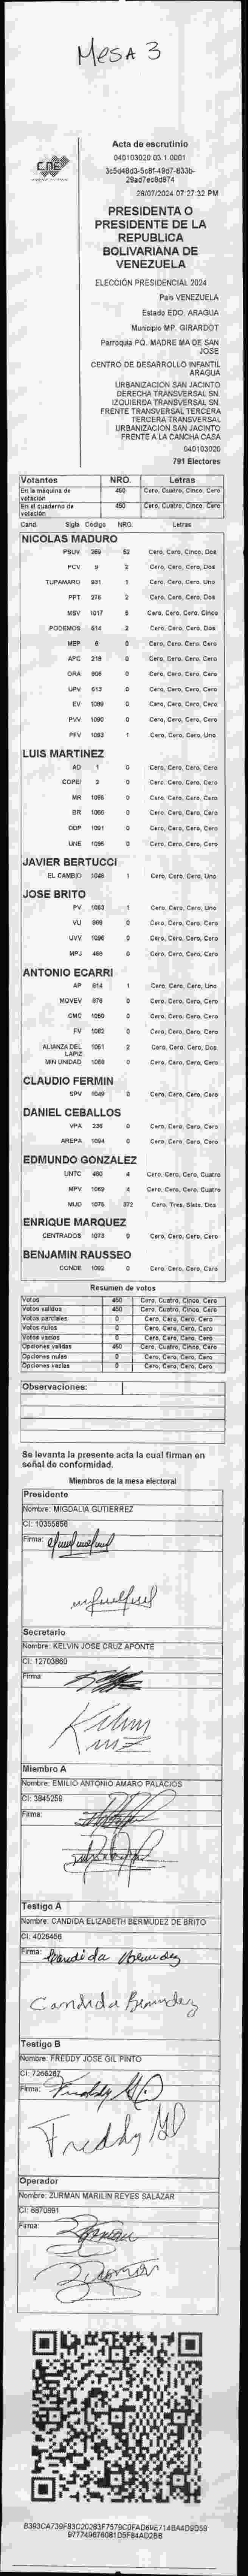 MESA 3
CNE
Acta de escrutinio
040103020.03.1.0001
28/07/2024 07:27:32 PM
PRESIDENTA O
PRESIDENTE DE LA
REPUBLICA
BOLIVARIANA DE
VENEZUELA
ELECCIÓN PRESIDENCIAL 2024
País VENEZUELA
Estado EDO. ARAGUA
Municipio MP. GIRARDOT
Parroquia PQ. MADRE MA DE SAN
JOSE
CENTRO DE DESARROLLO INFANTIL
ARAGUA
URBANIZACION SAN JACINTO
DERECHA TRANSVERSAL SN.
IZQUIERDA TRANSVERSAL SN.
FRENTE TRANSVERSAL TERCERA
TERCERA TRANSVERSAL
URBANIZACION SAN JACINTO
FRENTE A LA CANCHA CASA
040103020
791 Electores
Votantes NRO. Letras
En la máquina de votación 450 Cero, Cuatro, Cinco, Cero
En el cuaderno de votación 450 Cero, Cuatro, Cinco, Cero
Cand. Sigla Código NRO. Letras
NICOLAS MADURO
PSUV 269 52 Cero, Cero, Cinco, Dos
PCV 9 2 Cero, Cero, Cero, Dos
TUPAMARO 931 1 Cero, Cero, Cero, Uno
PPT 276 2 Cero, Cero, Cero, Dos
MSV 1017 5 Cero, Cero, Cero, Cinco
PODEMOS 514 2 Cero, Cero, Cero, Dos
MEP 6 0 Cero, Cero, Cero, Cero
APC 219 0 Cero, Cero, Cero, Cero
ORA 906 0 Cero, Cero, Cero, Cero
UPV 513 0 Cero, Cero, Cero, Cero
EV 1089 0 Cero, Cero, Cero, Cero
PVV 1090 0 Cero, Cero, Cero, Cero
PFV 1093 1 Cero, Cero, Cero, Uno
LUIS MARTINEZ
AD 1 0 Cero, Cero, Cero, Cero
COPEI 3 0 Cero, Cero, Cero, Cero
MR 1056 0 Cero, Cero, Cero, Cero
BR 1066 0 Cero, Cero, Cero, Cero
DDP 1091 0 Cero, Cero, Cero, Cero
UNE 1095 0 Cero, Cero, Cero, Cero
JAVIER BERTUCCI
EL CAMBIO 1046 1 Cero, Cero, Cero, Uno
JOSE BRITO
PV 1053 1 Cero, Cero, Cero, Uno
VU 868 0 Cero, Cero, Cero, Cero
UVV 1096 0 Cero, Cero, Cero, Cero
MPJ 458 0 Cero, Cero, Cero, Cero
ANTONIO ECARRI
AP 614 1 Cero, Cero, Cero, Uno
MOVEV 878 0 Cero, Cero, Cero, Cero
CMC 1050 0 Cero, Cero, Cero, Cero
FV 1062 0 Cero, Cero, Cero, Cero
ALIANZA DEL LAPIZ 1051 2 Cero, Cero, Cero, Dos
MIN UNIDAD 1088 0 Cero, Cero, Cero, Cero
CLAUDIO FERMIN
SPV 1049 0 Cero, Cero, Cero, Cero
DANIEL CEBALLOS
VPA 236 0 Cero, Cero, Cero, Cero
AREPA 1094 0 Cero, Cero, Cero, Cero
EDMUNDO GONZALEZ
UNTC 480 4 Cero, Cero, Cero, Cuatro
MPV 1069 4 Cero, Cero, Cero, Cuatro
MUD 1075 372 Cero, Tres, Siete, Dos
ENRIQUE MARQUEZ
CENTRADOS 1073 0 Cero, Cero, Cero, Cero
BENJAMIN RAUSSEO
CONDE 1092 0 Cero, Cero, Cero, Cero
Resumen de votos
Votos 450 Cero, Cuatro, Cinco, Cero
Votos validos 450 Cero, Cuatro, Cinco, Cero
Votos parciales 0 Cero, Cero, Cero, Cero
Votos nulos 0 Cero, Cero, Cero, Cero
Votos vacios 0 Cero, Cero, Cero, Cero
Opciones validas 450 Cero, Cuatro, Cinco, Cero
Opciones nulas 0 Cero, Cero, Cero, Cero
Opciones vacias 0 Cero, Cero, Cero, Cero
Observaciones:
Se levanta la presente acta la cual firman en
señal de conformidad.
Miembros de la mesa electoral
Presidente
Nombre: MIGDALIA GUTIERREZ
CI: 10355856
Firma:
Secretario
Nombre: KELVIN JOSE CRUZ APONTE
CI: 12703860
Firma:
Miembro A
Nombre: EMILIO ANTONIO AMARO PALACIOS
CI: 3845259
Firma:
Testigo A
Nombre: CANDIDA ELIZABETH BERMUDEZ DE BRITO
CI: 4026456
Firma: Candida Bermudez
Candida Bermudez
Testigo B
Nombre: FREDDY JOSE GIL PINTO
CI: 7266267
Firma: Freddy Gil
Freddy Gil
Operador
Nombre: ZURMAN MARILIN REYES SALAZAR
CI: 6870991
Firma: